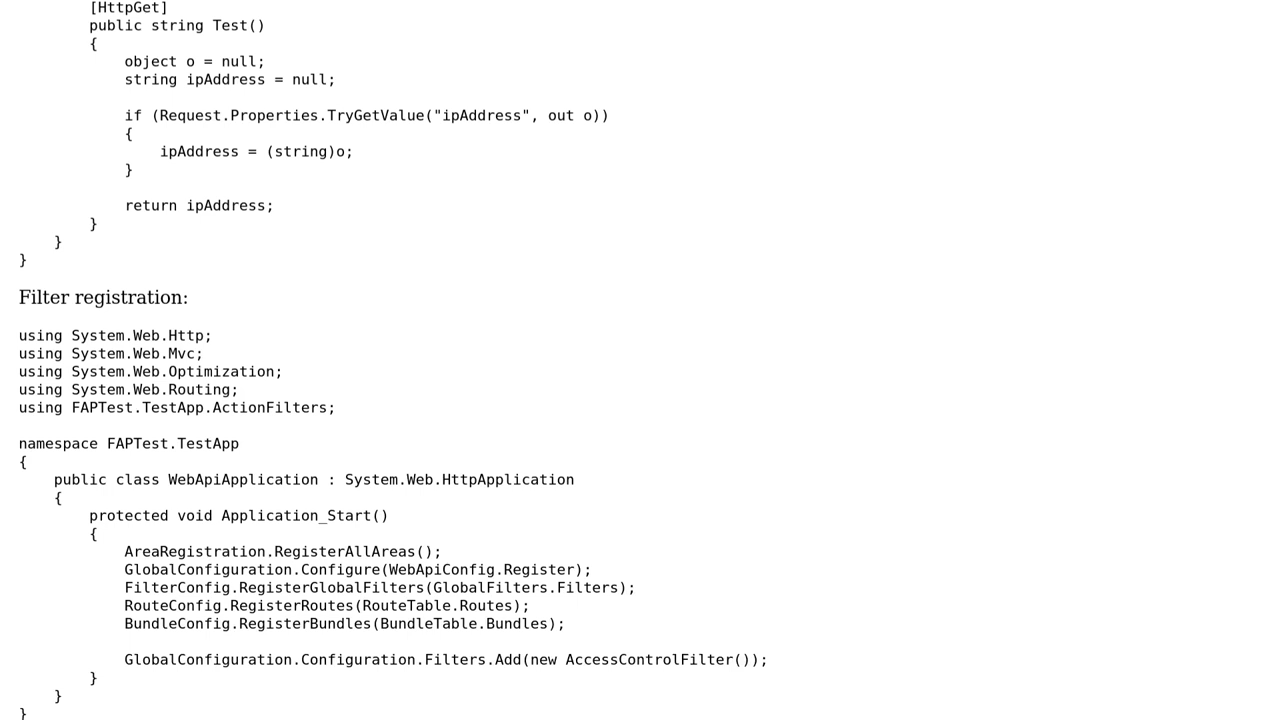 [HttpGet]
        public string Test()
        {
            object o = null;
            string ipAddress = null;

            if (Request.Properties.TryGetValue("ipAddress", out o))
            {
                ipAddress = (string)o;
            }

            return ipAddress;
        }
    }
}
Filter registration:
using System.Web.Http;
using System.Web.Mvc;
using System.Web.Optimization;
using System.Web.Routing;
using FAPTest.TestApp.ActionFilters;

namespace FAPTest.TestApp
{
    public class WebApiApplication : System.Web.HttpApplication
    {
        protected void Application_Start()
        {
            AreaRegistration.RegisterAllAreas();
            GlobalConfiguration.Configure(WebApiConfig.Register);
            FilterConfig.RegisterGlobalFilters(GlobalFilters.Filters);
            RouteConfig.RegisterRoutes(RouteTable.Routes);
            BundleConfig.RegisterBundles(BundleTable.Bundles);

            GlobalConfiguration.Configuration.Filters.Add(new AccessControlFilter());
        }
    }
}